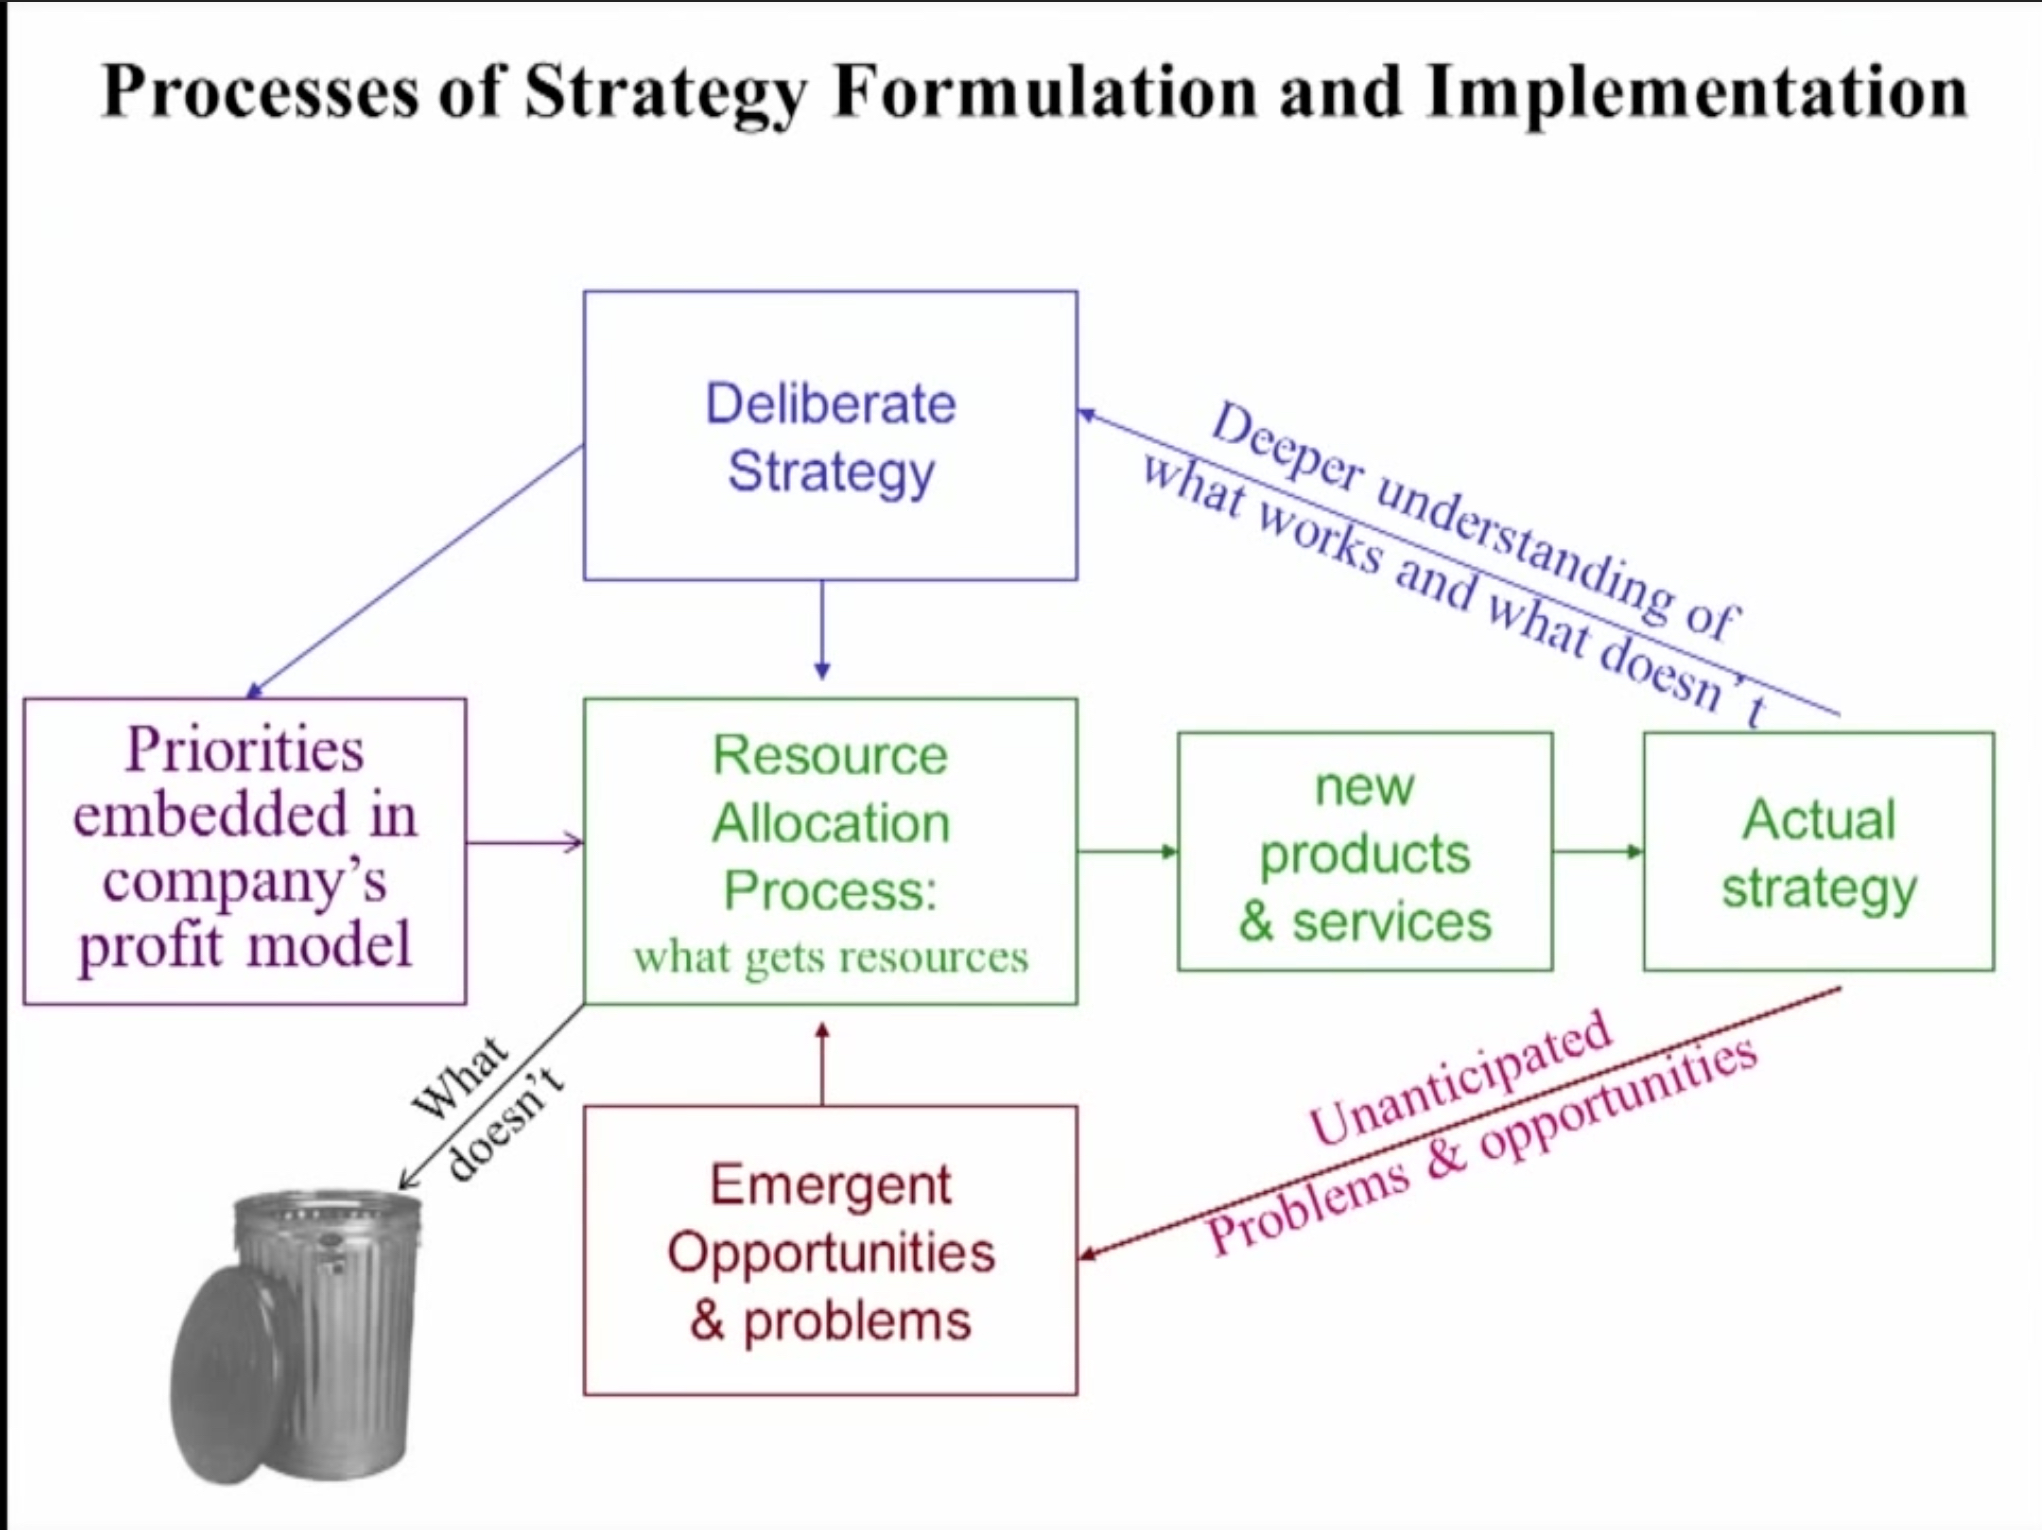 Processes of Strategy Formulation and Implementation
Deliberate
Strategy
Deeper understanding of
what works and what doesn't
Priorities
embedded in
company's
profit model
Resource
Allocation
Process:
what gets resources
new
products
& services
Actual
strategy
What
doesn't
Emergent
Opportunities
& problems
Unanticipated
Problems & opportunities